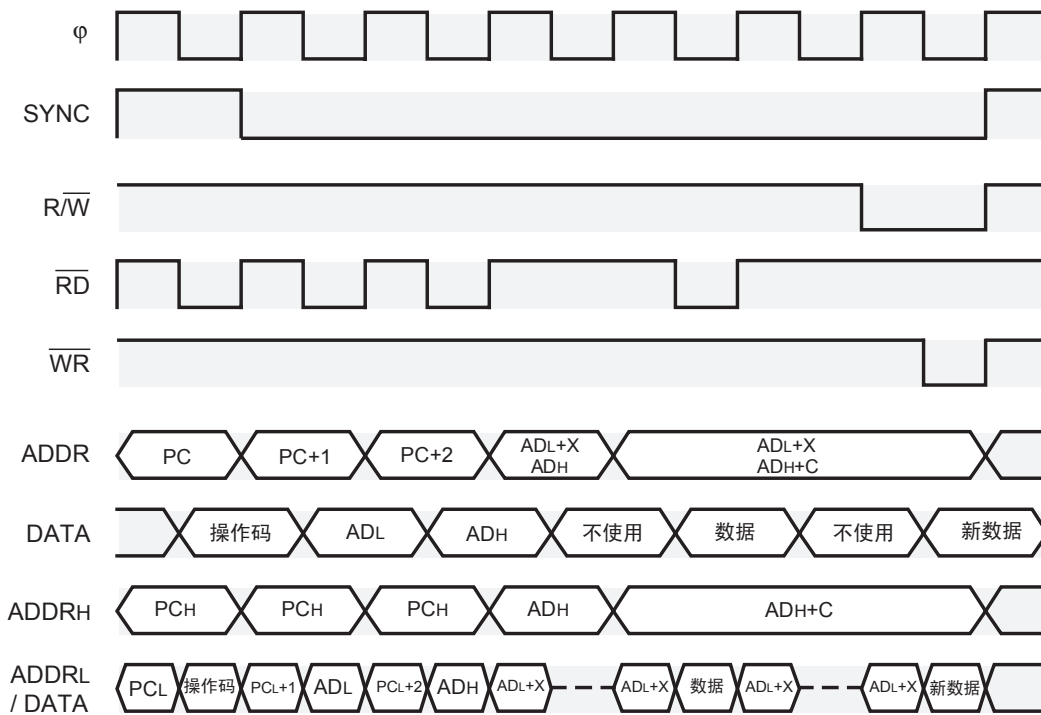 φ
SYNC
R/W̅
R̅D̅
W̅R̅
ADDR
PC
PC+1
PC+2
ADL+X
ADH
ADL+X
ADH+C
DATA
操作码
ADL
ADH
不使用
数据
不使用
新数据
ADDRH
PCH
PCH
PCH
ADH
ADH+C
ADDRL
/ DATA
PCL
操作码
PCL+1
ADL
PCL+2
ADH
ADL+X
ADL+X
数据
ADL+X
ADL+X
新数据